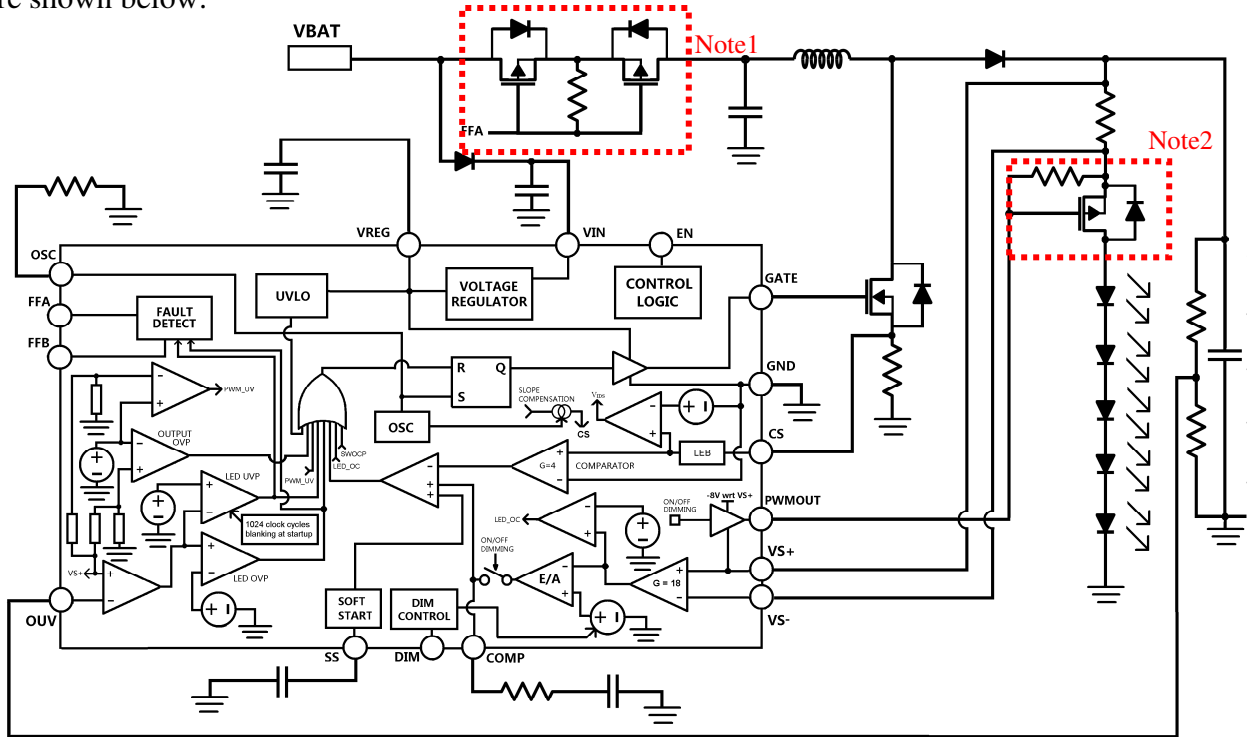 re shown below:
VBAT
Note1
FFA
Note2
VREG
VIN
EN
OSC
GATE
UVLO
VOLTAGE
REGULATOR
CONTROL
LOGIC
FFA
FAULT
DETECT
FFB
R
Q
S
GND
PWM_UV
SLOPE
COMPENSATION
CS
OSC
OUTPUT
OVP
SWOCP
LED_OC
PWM_UV
G=4
COMPARATOR
LEB
CS
LED UVP
1024 clock cycles
blanking at startup
ON/OFF
DIMMING
-8V wrt VS+
PWMOUT
LED_OC
ON/OFF
DIMMING
VS+
LED OVP
E/A
G = 18
VS+
VS-
SOFT
START
DIM
CONTROL
OUV
SS
DIM
COMP